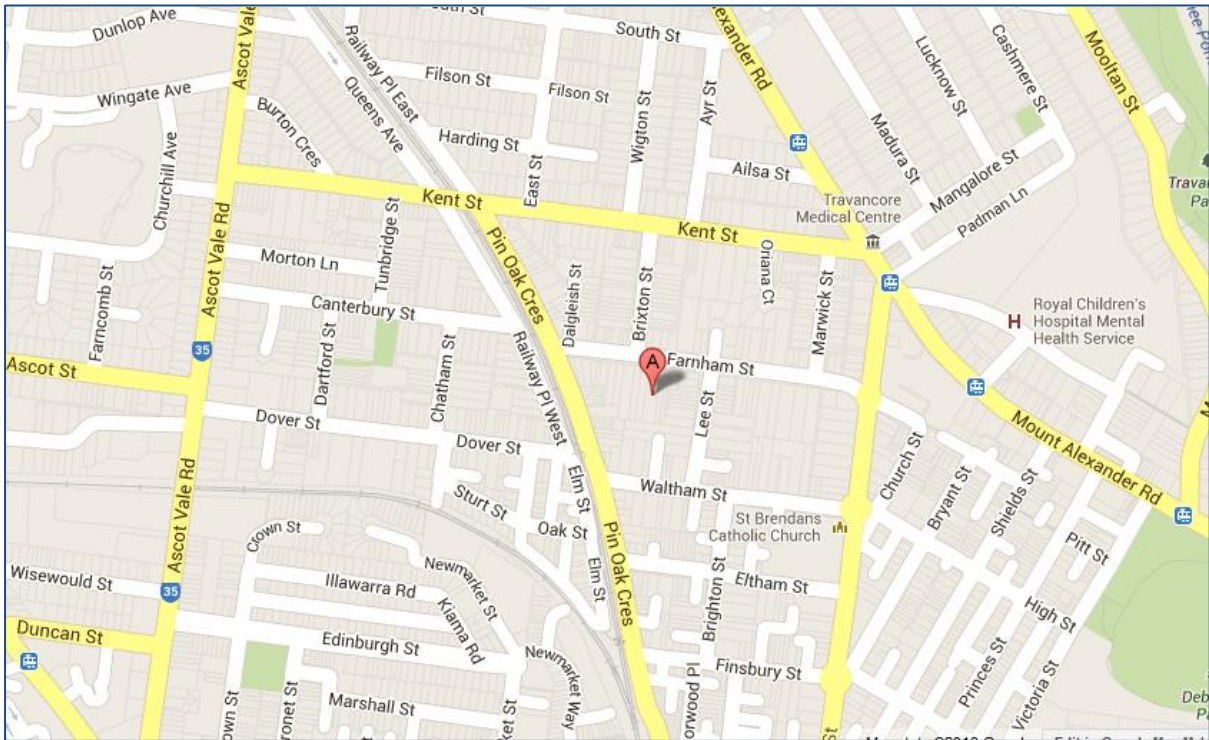 Dunlop Ave
Ascot Vale
Railway Pl East
South St
South St
Alexander Rd
Lucknow St
Cashmere St
Mooltan St
Wingate Ave
Queens Ave
Filson St
Filson St
Wigton St
Ayr St
Madura St
Burton Cres
Harding St
Churchill Ave
East St
Ailsa St
Mangalore St
Travancore
Medical Centre
Padman Ln
Kent St
Kent St
Ascot Vale Rd
Morton Ln
Tunbridge St
Pin Oak Cres
Dalgleish St
Brixton St
Oriana Ct
Marwick St
Royal Children's
Hospital Mental
Health Service
H
Canterbury St
Farncomb St
35
Ascot St
Dartford St
Chatham St
Railway Pl West
A
Farnham St
Lee St
Dover St
Dover St
Mount Alexander Rd
Church St
Bryant St
Shields St
Pitt St
Ascot Vale Rd
Sturt St
Elm St
Oak St
Waltham St
St Brendans
Catholic Church
Pin Oak Cres
Crown St
Newmarket St
Elm St
Eltham St
High St
Wisewould St
35
Illawarra Rd
Kiama Rd
Brighton St
Duncan St
Edinburgh St
Newmarket Way
Finsbury St
Princes St
Victoria St
Marshall St